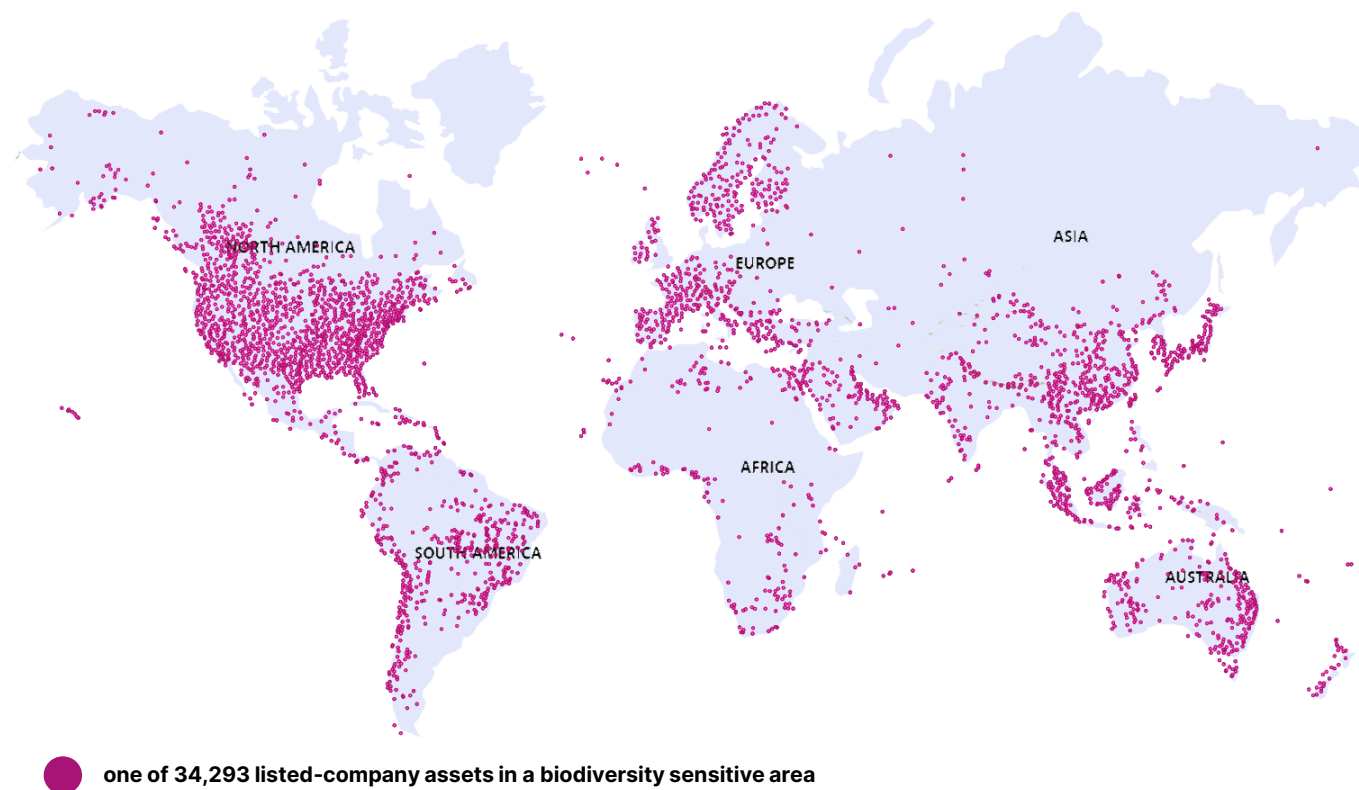 NORTH AMERICA
ASIA
EUROPE
AFRICA
SOUTH AMERICA
AUSTRALIA
one of 34,293 listed-company assets in a biodiversity sensitive area